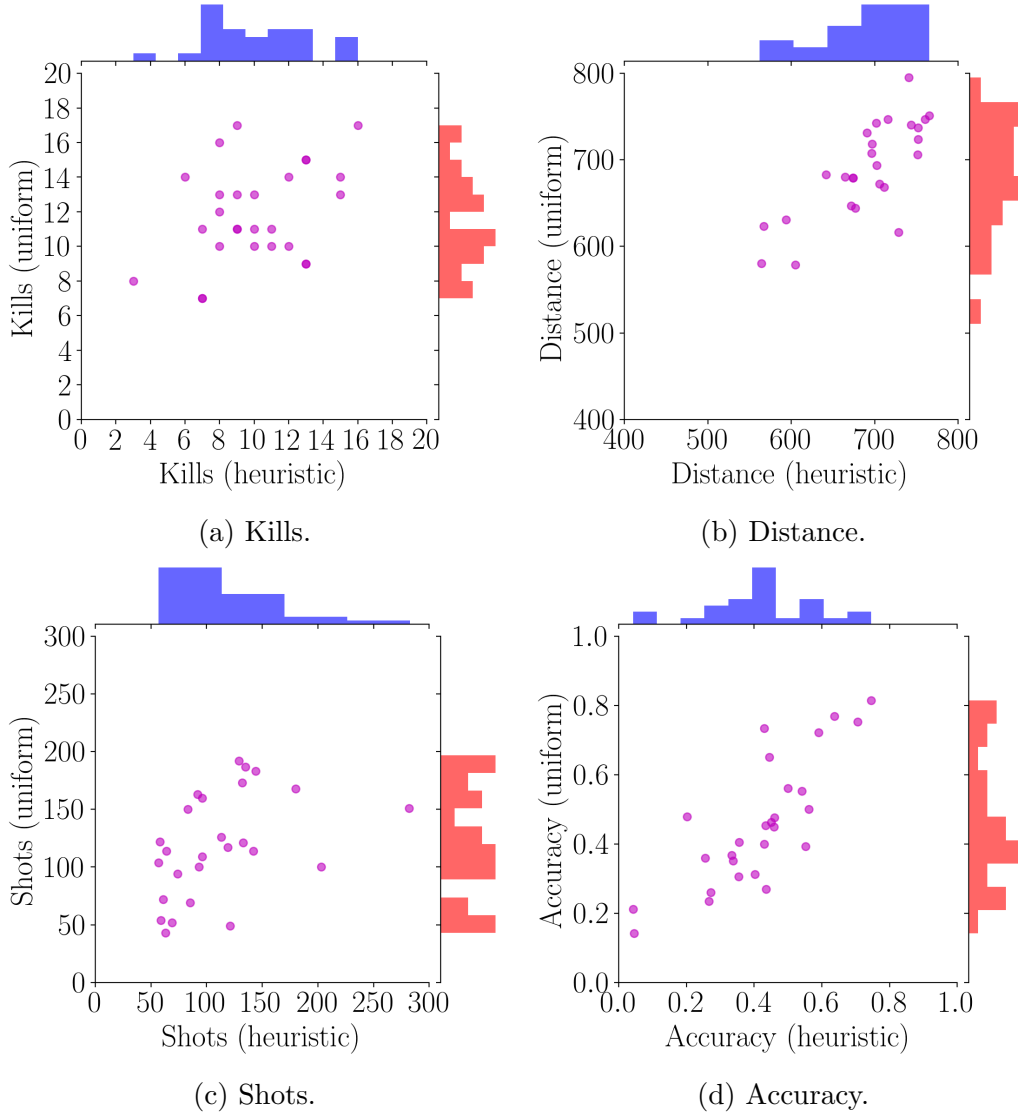 20
18
16
14
12
10
8
6
4
2
0
Kills (uniform)
0 2 4 6 8 10 12 14 16 18 20
Kills (heuristic)
(a) Kills.
800
700
600
500
400
Distance (uniform)
400 500 600 700 800
Distance (heuristic)
(b) Distance.
300
250
200
150
100
50
0
Shots (uniform)
0 50 100 150 200 250 300
Shots (heuristic)
(c) Shots.
1.0
0.8
0.6
0.4
0.2
0.0
Accuracy (uniform)
0.0 0.2 0.4 0.6 0.8 1.0
Accuracy (heuristic)
(d) Accuracy.